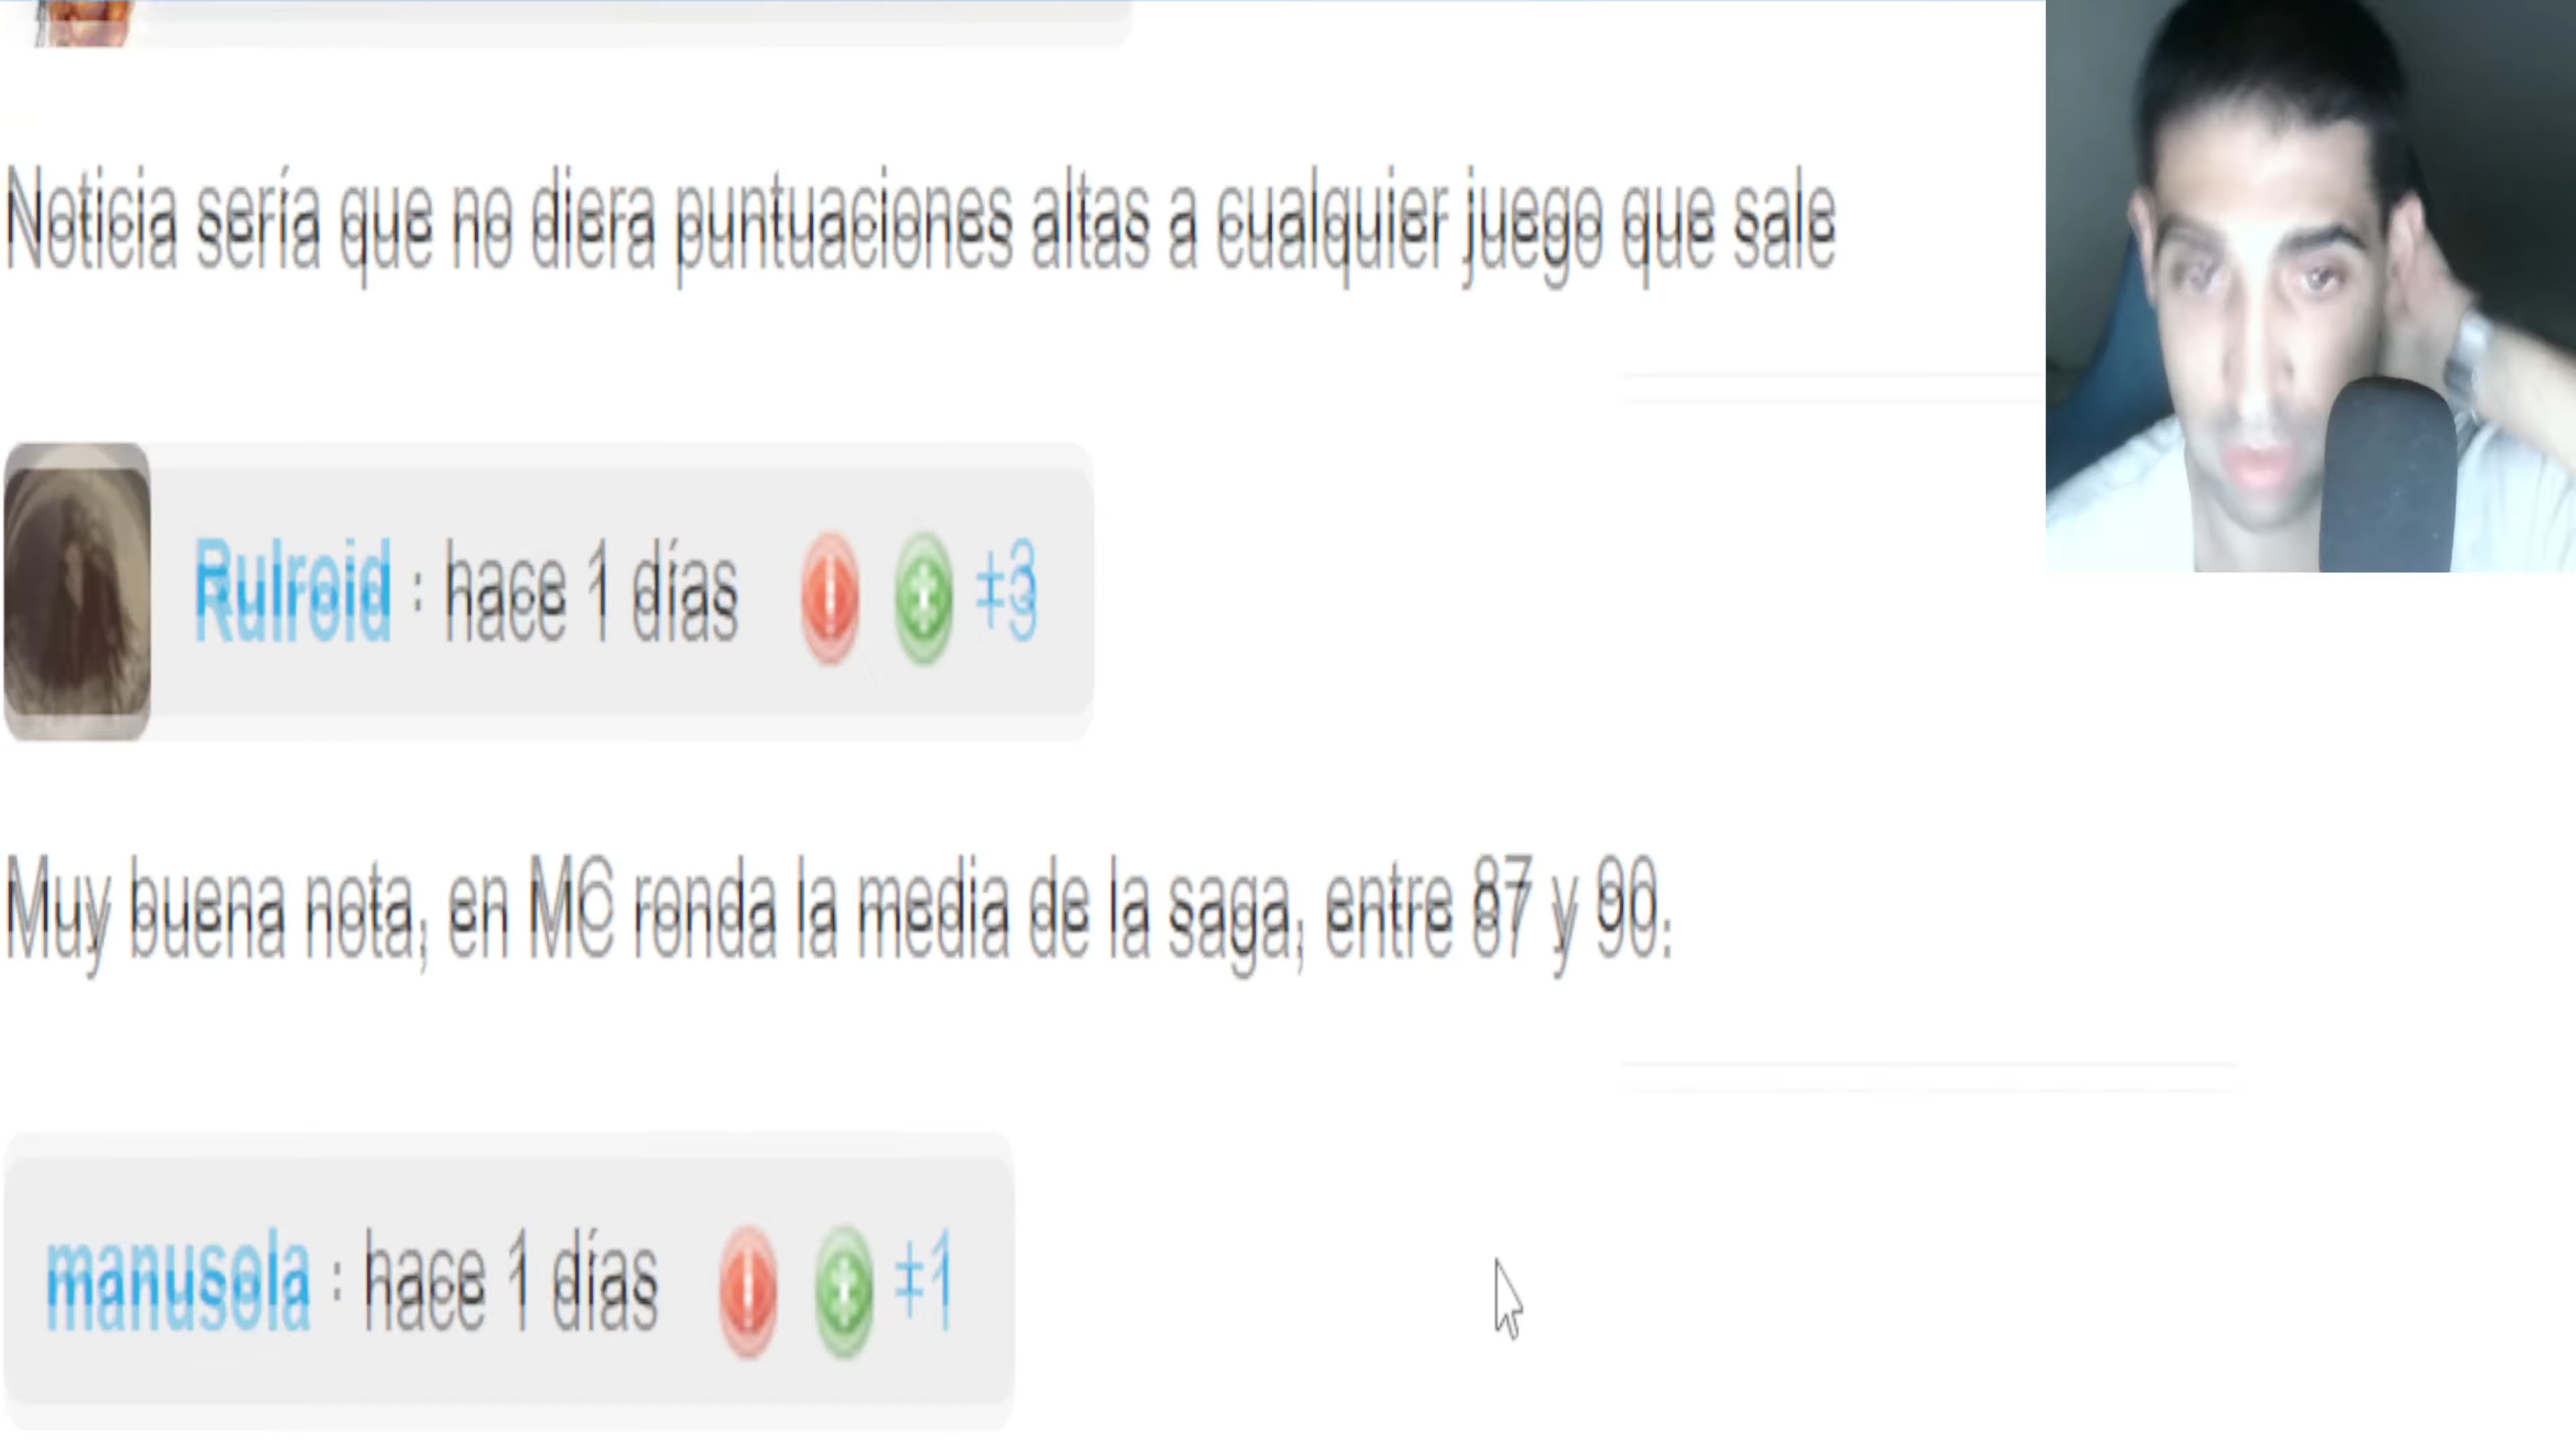 Noticia sería que no diera puntuaciones altas a cualquier juego que sale
Rulroid : hace 1 días +3
Muy buena nota, en MC ronda la media de la saga, entre 87 y 90.
manusola : hace 1 días +1